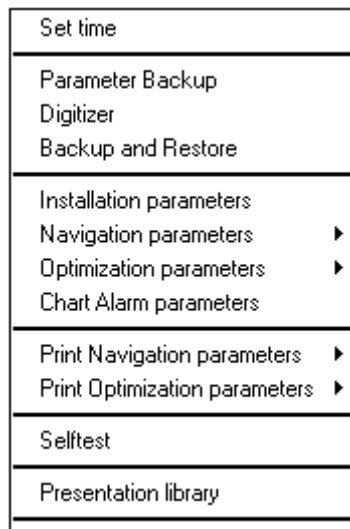 Set time
Parameter Backup
Digitizer
Backup and Restore
Installation parameters
Navigation parameters
Optimization parameters
Chart Alarm parameters
Print Navigation parameters
Print Optimization parameters
Selftest
Presentation library